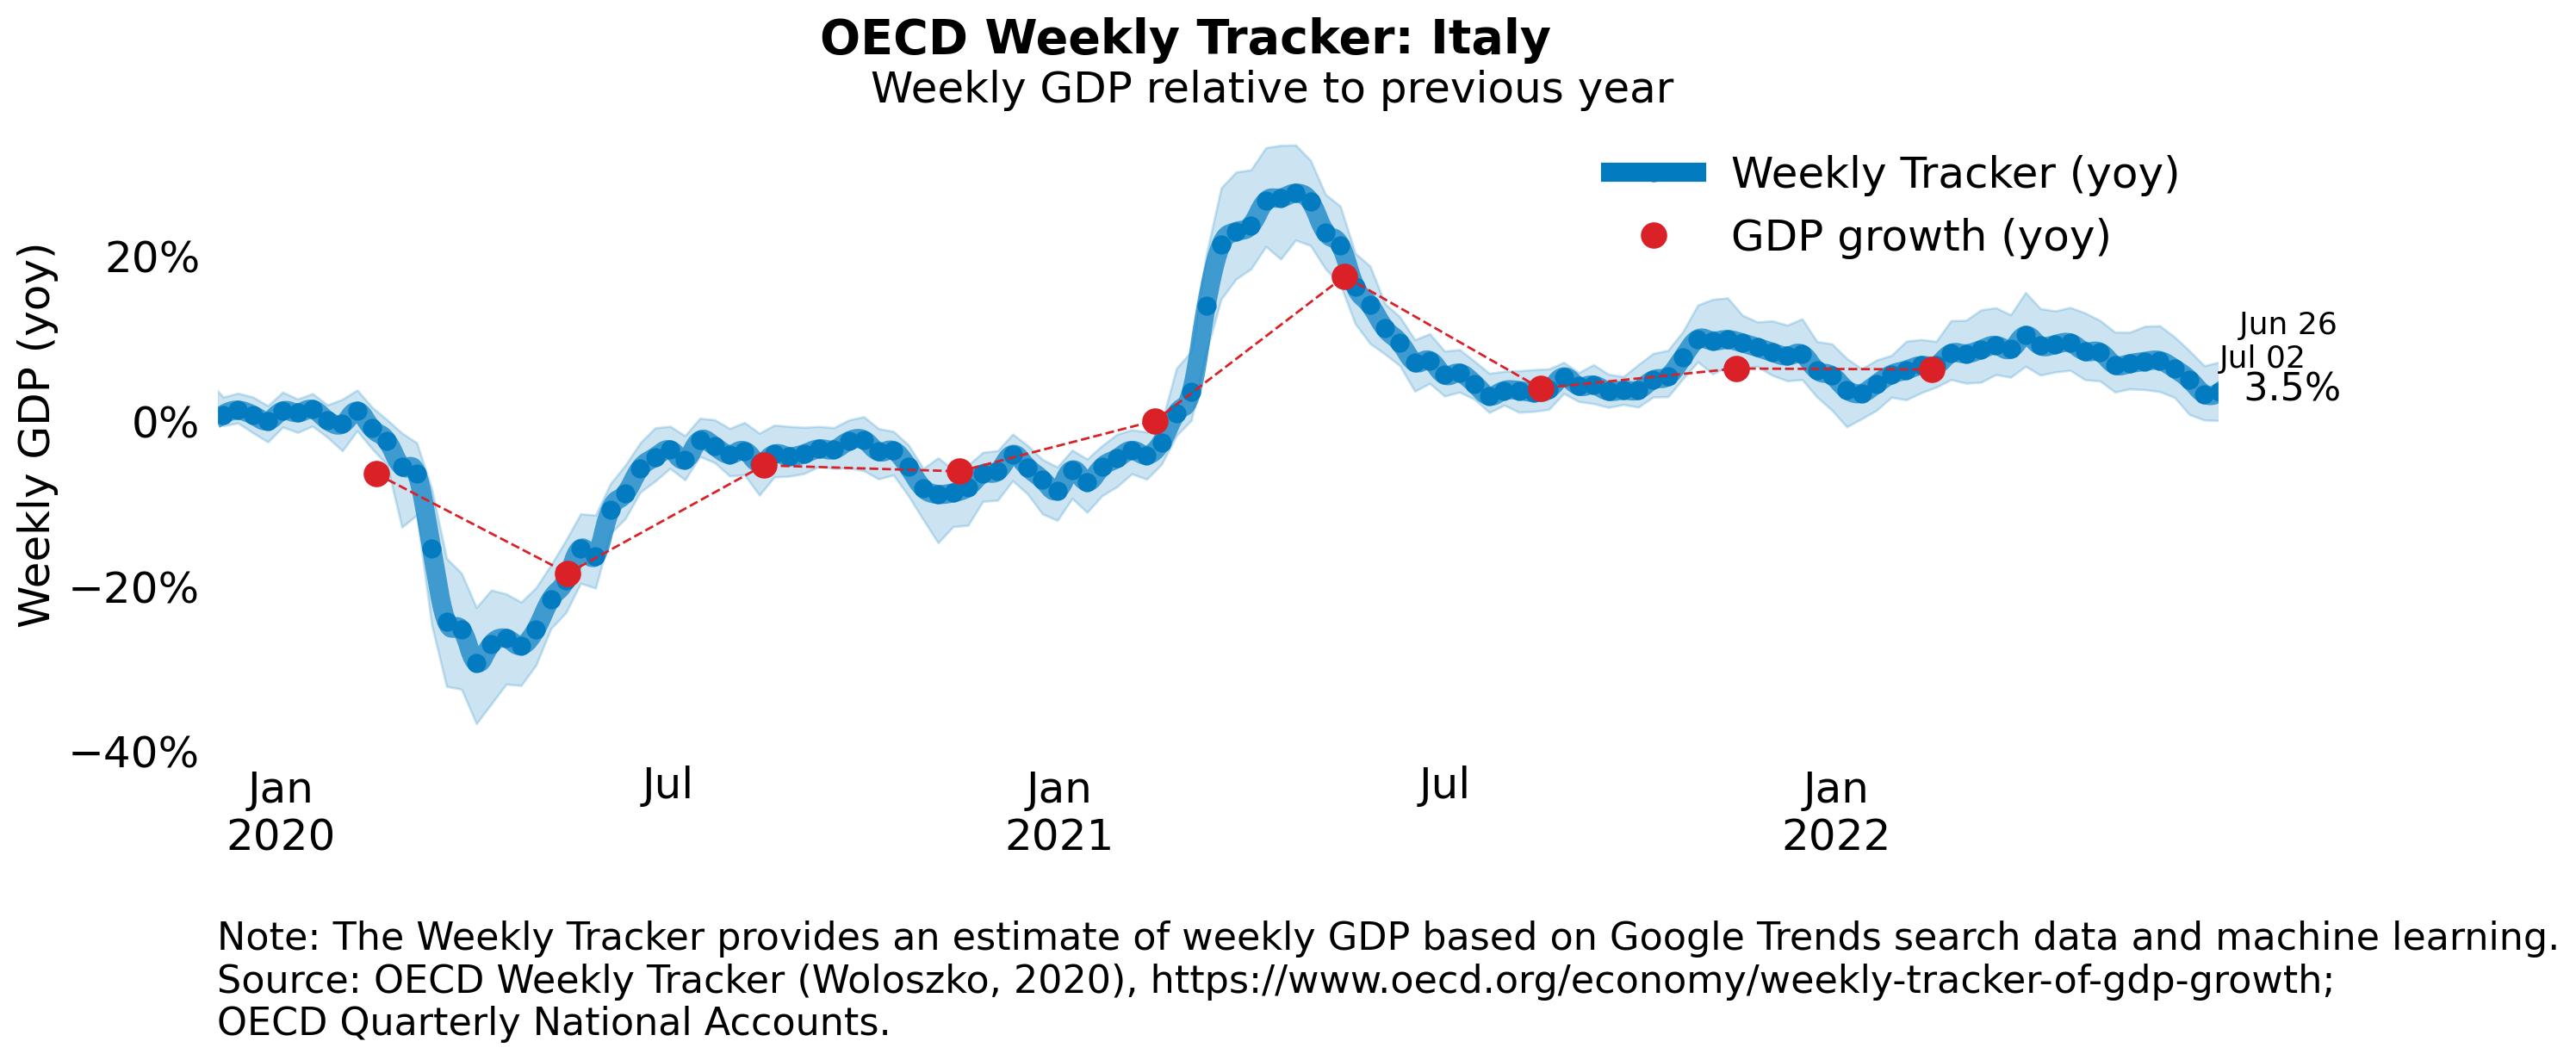 OECD Weekly Tracker: Italy
Weekly GDP relative to previous year
Weekly Tracker (yoy)
GDP growth (yoy)
Weekly GDP (yoy)
20%
0%
−20%
−40%
Jun 26
Jul 02
3.5%
Jan
2020
Jul
Jan
2021
Jul
Jan
2022
Note: The Weekly Tracker provides an estimate of weekly GDP based on Google Trends search data and machine learning.
Source: OECD Weekly Tracker (Woloszko, 2020), https://www.oecd.org/economy/weekly-tracker-of-gdp-growth;
OECD Quarterly National Accounts.